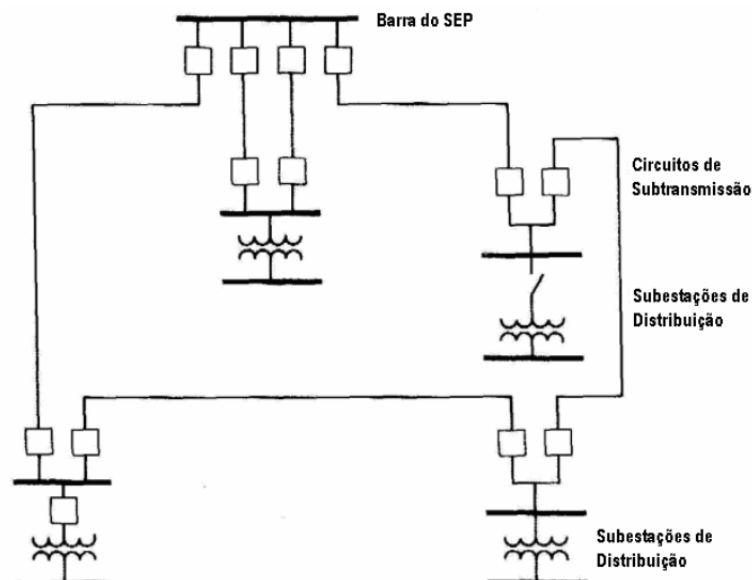 Barra do SEP
Circuitos de
Subtransmissão
Subestações de
Distribuição
Subestações de
Distribuição